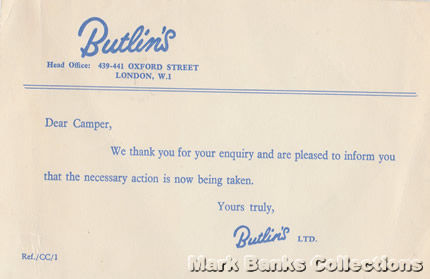 Butlin's
Head Office: 439-441 OXFORD STREET
LONDON, W.1
Dear Camper,
We thank you for your enquiry and are pleased to inform you
that the necessary action is now being taken.
Yours truly,
Butlin's LTD.
Ref./CC/1
Mark Banks Collections